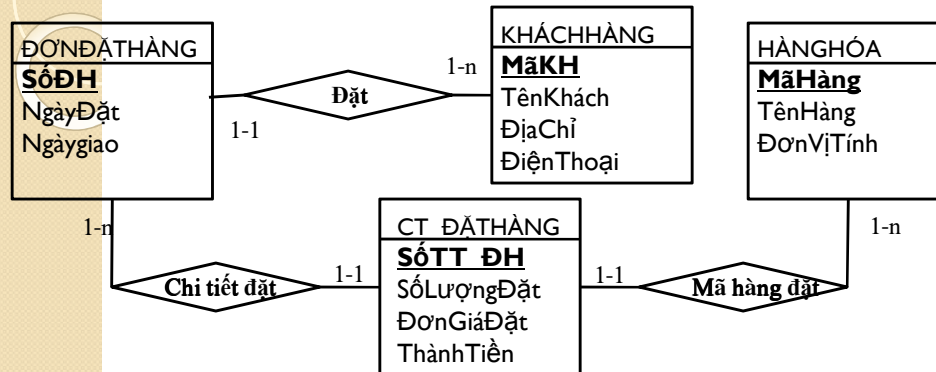 ĐƠNĐẶTHÀNG
SốĐH
NgàyĐặt
Ngàygiao
1-1
Đặt
1-n
KHÁCHHÀNG
MãKH
TênKhách
ĐịaChỉ
ĐiệnThoại
HÀNGHÓA
MãHàng
TênHàng
ĐơnVịTính
1-n
Chi tiết đặt
1-1
CT_ĐẶTHÀNG
SốTT_ĐH
SốLượngĐặt
ĐơnGiáĐặt
ThànhTiền
1-1
Mã hàng đặt
1-n